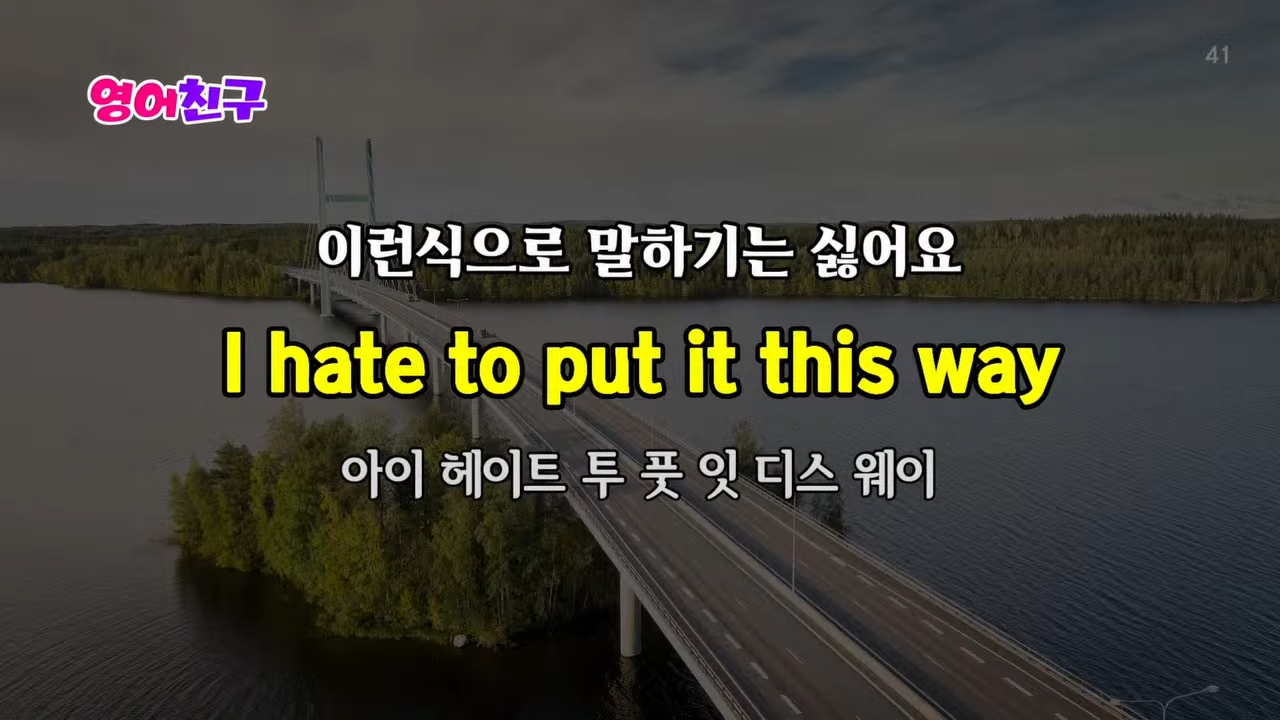 41
영어친구
이런식으로 말하기는 싫어요
I hate to put it this way
아이 헤이트 투 풋 잇 디스 웨이